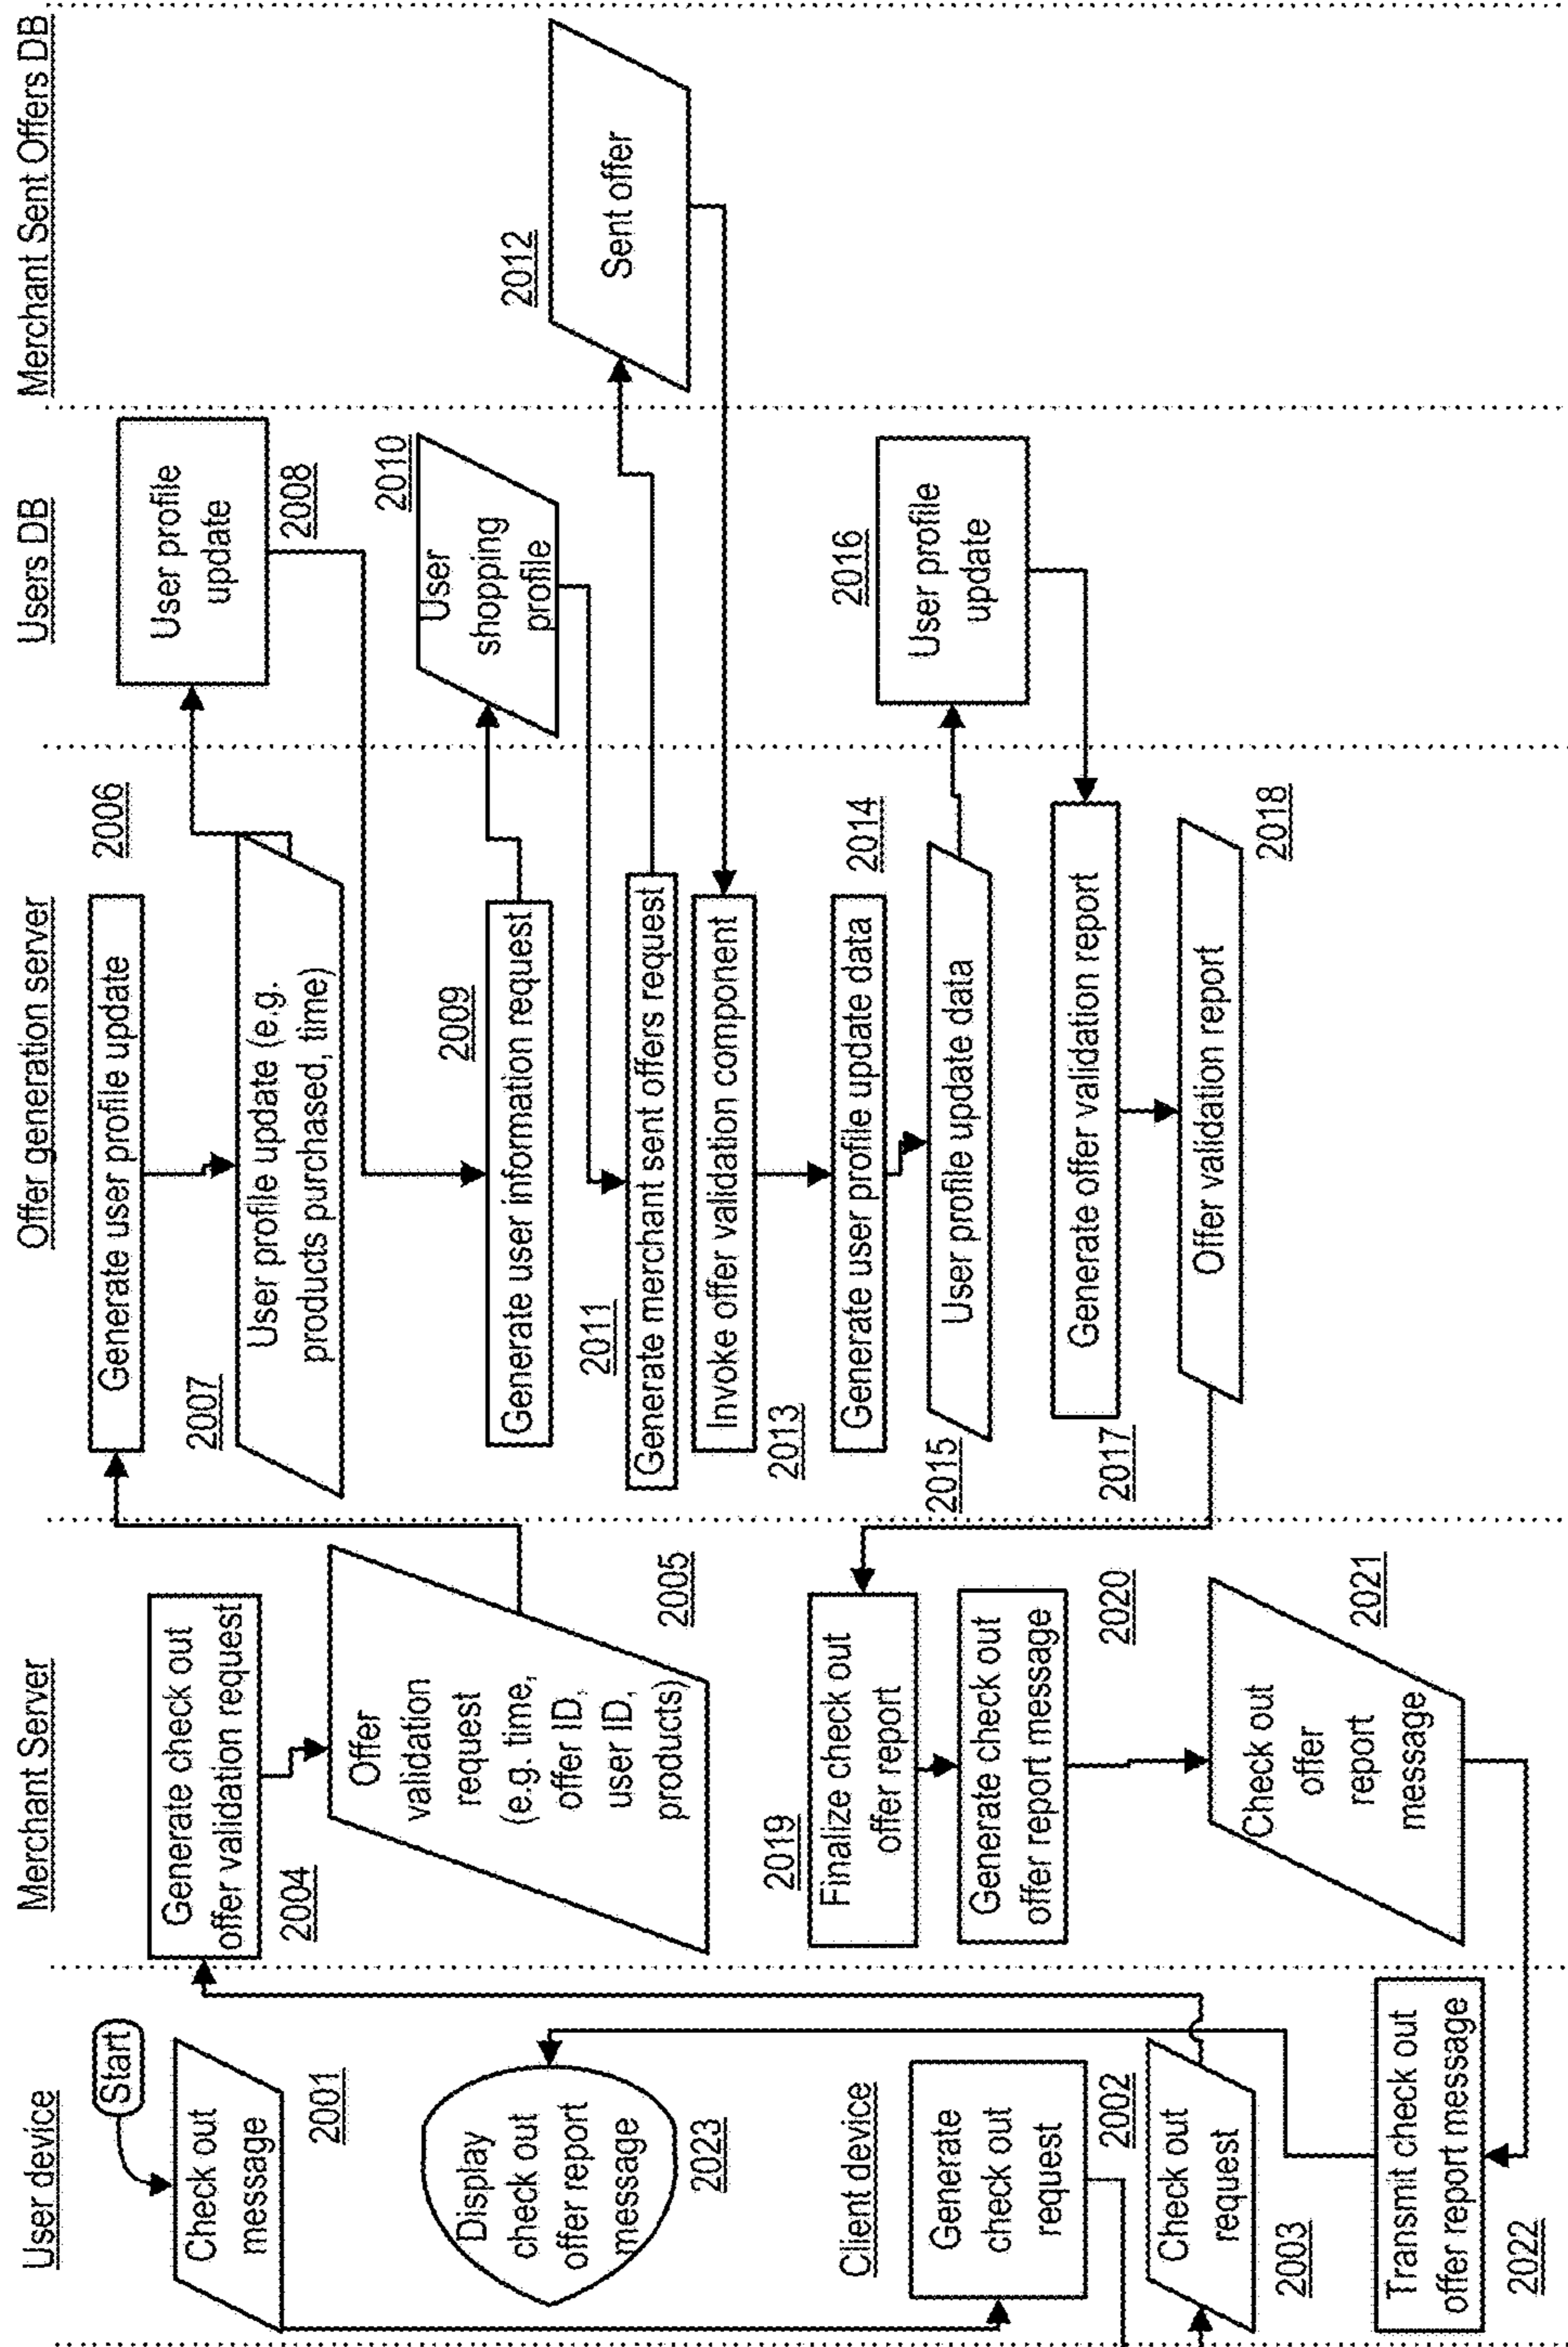 User device
Start
Check out
message
2001
Display
check out
offer report
message
2023
Client device
Generate
check out
request
2002
Check out
request
2003
Transmit check out
offer report message
2022
Merchant Server
Generate check out
offer validation request
2004
Offer
validation
request
(e.g. time,
offer ID,
user ID,
products)
2005
2019
Finalize check out
offer report
Generate check out
offer report message
2020
Check out
offer
report
message
2021
Offer generation server
Generate user profile update
2006
2007
User profile update (e.g.
products purchased, time)
2009
Generate user information request
2011
Generate merchant sent offers request
Invoke offer validation component
2013
Generate user profile update data
2014
User profile update data
2015
Generate offer validation report
2017
Offer validation report
2018
Users DB
User profile
update
2008
2010
User
shopping
profile
2016
User profile
update
Merchant Sent Offers DB
2012
Sent offer